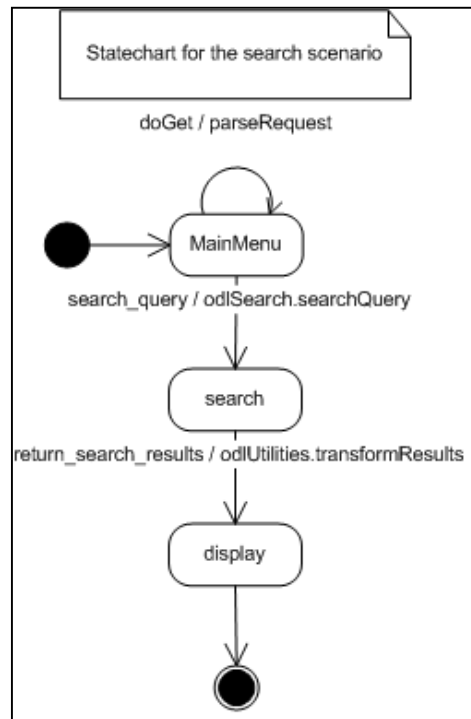 Statechart for the search scenario
doGet / parseRequest
MainMenu
search_query / odlSearch.searchQuery
search
return_search_results / odlUtilities.transformResults
display